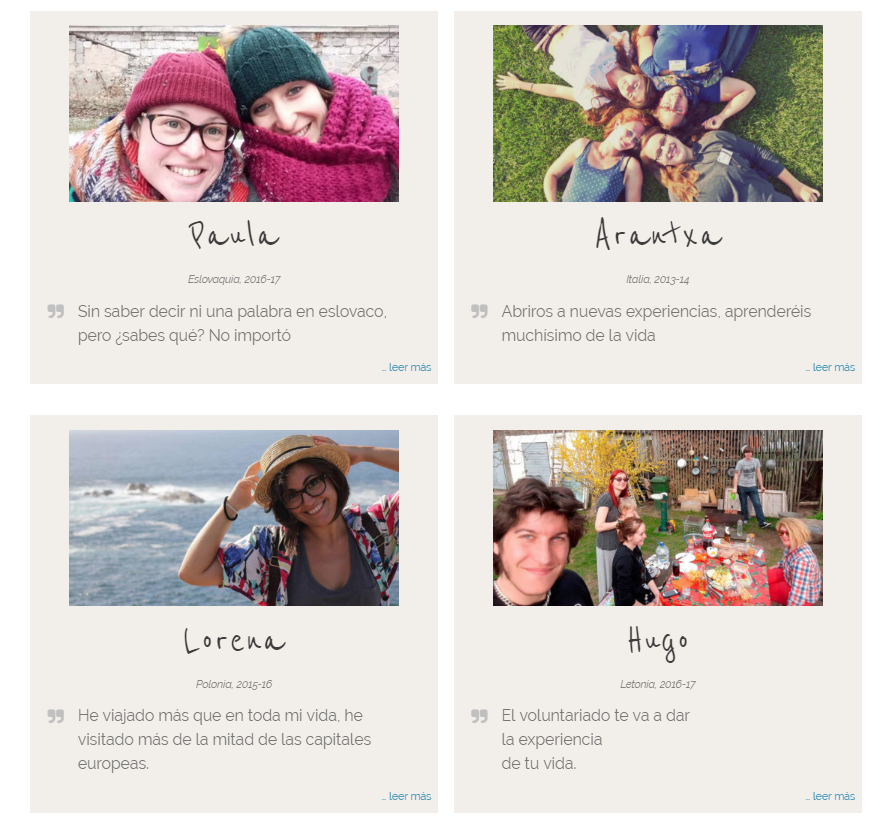 Paula
Eslovaquia, 2016-17
Sin saber decir ni una palabra en eslovaco,
pero ¿sabes qué? No importó
... leer más
Arantxa
Italia, 2013-14
Abriros a nuevas experiencias, aprenderéis
muchísimo de la vida
... leer más
Lorena
Polonia, 2015-16
He viajado más que en toda mi vida, he
visitado más de la mitad de las capitales
europeas.
... leer más
Hugo
Letonia, 2016-17
El voluntariado te va a dar
la experiencia
de tu vida.
... leer más